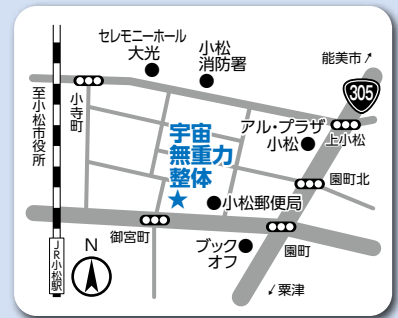 セレモニーホール
大光
小松
消防署
能美市
305
至小松市役所
小寺町
宇宙
無重力
整体
★
アル・プラザ
小松
上小松
園町北
小松郵便局
御宮町
ブック
オフ
園町
JR小松駅
N
粟津